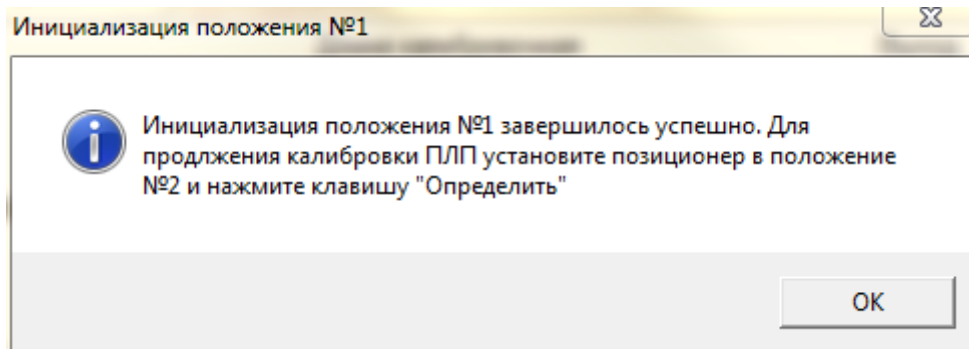 Инициализация положения №1
Инициализация положения №1 завершилось успешно. Для
продлжения калибровки ПЛП установите позиционер в положение
№2 и нажмите клавишу "Определить"
ОК